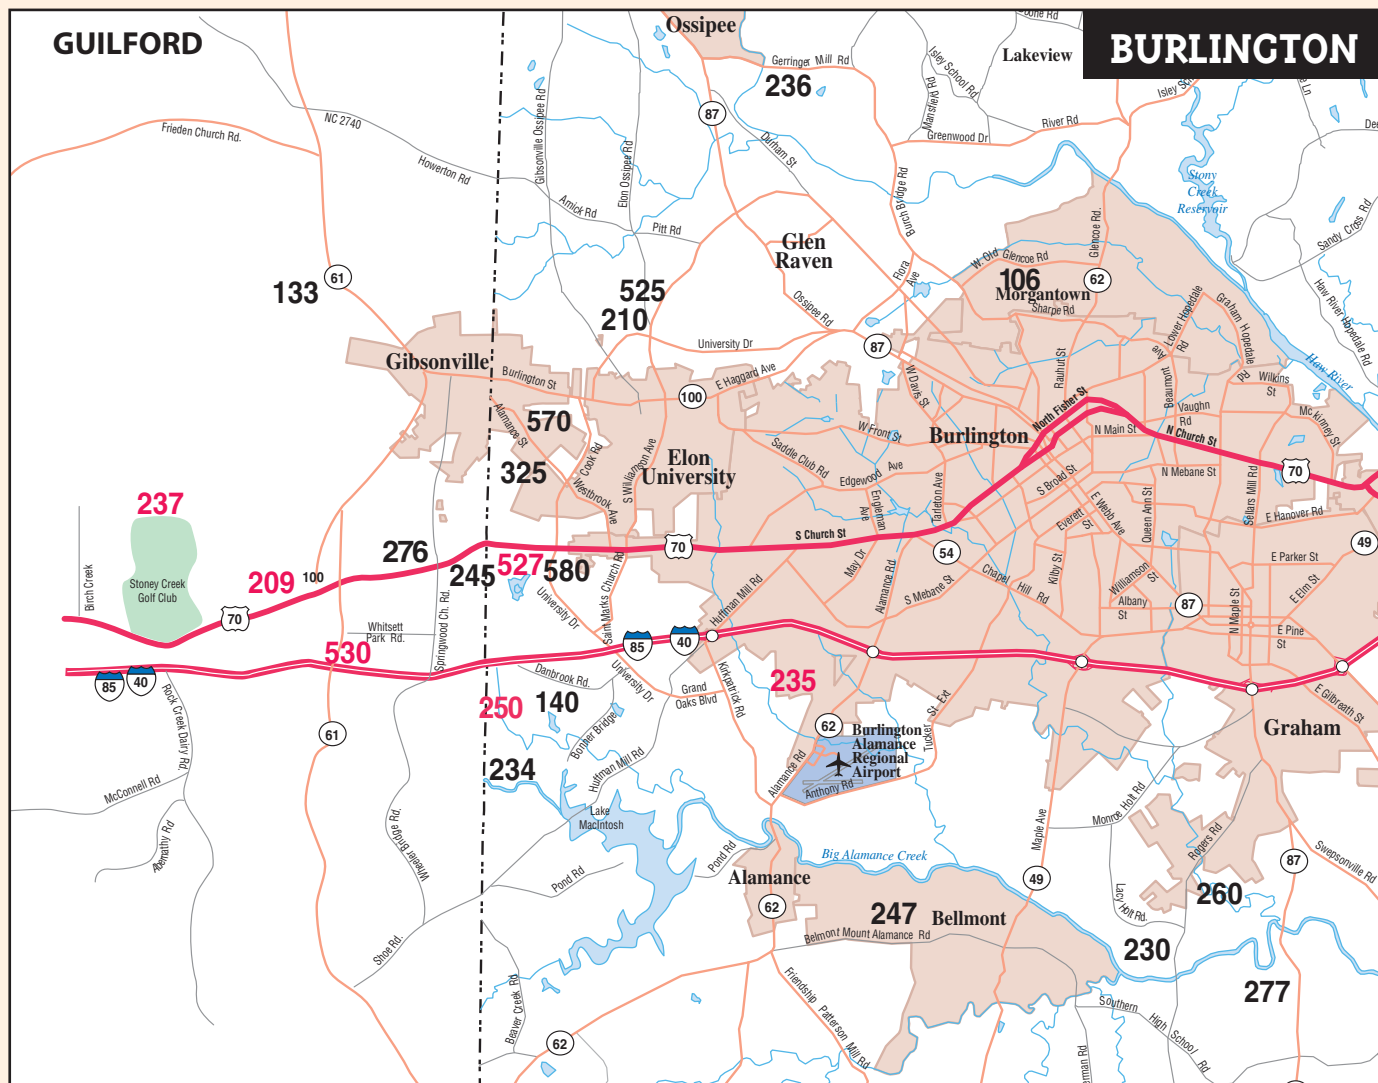 GUILFORD
BURLINGTON
Ossipee
Lakeview
Gerringer Mill Rd
236
Isley School Rd
Mansfield Rd
Greenwood Dr
River Rd
87
Durham St
NC 2740
Frieden Church Rd.
Howerton Rd
Gibsonville Ossipee Rd
Elon Ossipee Rd
Amick Rd
Pitt Rd
Burch Bridge Rd
Stony
Creek
Reservoir
Sandy Cross Rd
Glencoe Rd.
Glen
Raven
W. Old Glencoe Rd
Flora
Ave
106
Morgantown
Sharpe Rd
62
61
133
525
210
Ossipee Rd
University Dr
87
Lower Hopedale
Rd
Graham Hopedale
Rd
Haw River Hopedale Rd
Haw River
Gibsonville
Burlington St
E Haggard Ave
100
W Davis St
Rauhut St
Ave
Beaumont
Wilkins
St
North Fisher St
Vaughn
Rd
Mc kinney St
Alamance St
570
W Front St
Burlington
N Main St
N Church St
Saddle Club Rd
Elon
University
Cook Rd
S Williamson Ave
325
Westbrook
Ave
Edgewood Ave
Engleman
Ave
Tarleton Ave
S Broad St
N Mebane St
70
Sellars Mill Rd
E Webb Ave
Queen Ann St
Everett
St
E Hanover Rd
237
Stoney Creek
Golf Club
Birch Creek
276
245
527
580
70
S Church St
54
49
209
100
May Dr
Alamance Rd
S Mebane St
Chapel Hill Rd
Kilby St
Williamson
St
Albany
St
E Parker St
E Elm St
N Maple St
E Pine
St
87
70
Whitsett
Park Rd.
Springwood Ch. Rd.
University Dr
Saint Marks Church Rd
Huffman Mill Rd
85
40
530
85
40
Rock Creek Dairy Rd.
Danbrook Rd.
University Dr
Grand
Oaks Blvd
Kirkpatrick Rd
235
250
140
Bonner Bridge
Huffman Mill Rd
61
62
Burlington
Alamance
Regional
Airport
Tucker St Ext
E Gilbreath St
Graham
234
McConnell Rd
Alamance Rd
Anthony Rd
Lake
MacIntosh
Monroe Holt Rd
Maple Ave
Wheeler Bridge Rd.
Pond Rd
Pond Rd
Big Alamance Creek
Rogers Rd
87
Swepsonville Rd
Alamance
49
Lacy Holt Rd.
260
62
247
Bellmont
Belmont Mount Alamance Rd
230
Shoe Rd.
277
Beaver Creek Rd
Friendship Patterson Mill Rd
Southern High School Rd
62